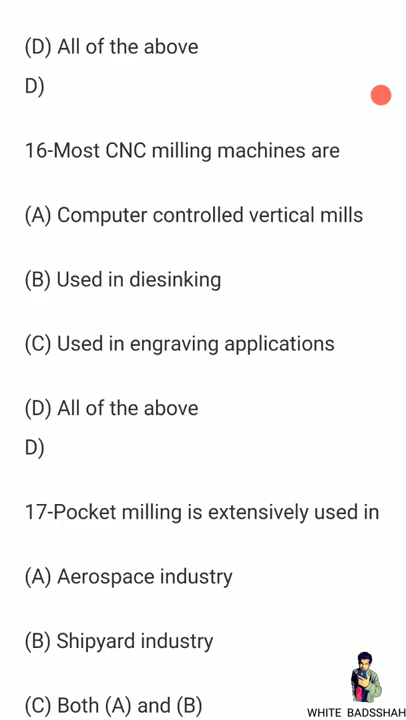 (D) All of the above
D)
16-Most CNC milling machines are
(A) Computer controlled vertical mills
(B) Used in diesinking
(C) Used in engraving applications
(D) All of the above
D)
17-Pocket milling is extensively used in
(A) Aerospace industry
(B) Shipyard industry
(C) Both (A) and (B)
WHITE BADSSHAH